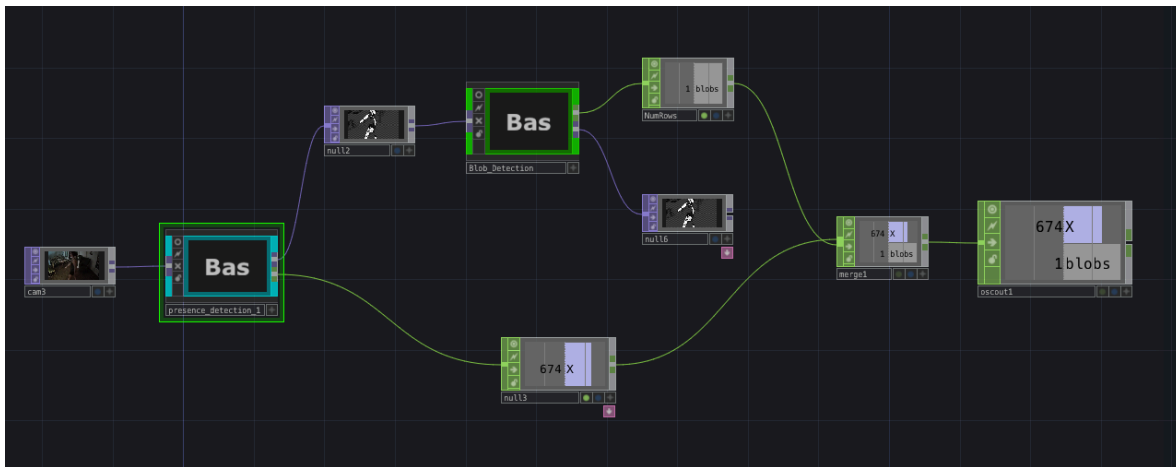 1 blobs
NumRows
Bas
null2
Blob_Detection
674 X
1 blobs
null6
674 X
1 blobs
Bas
cam3
merge1
oscout1
presence_detection_1
674 X
null3